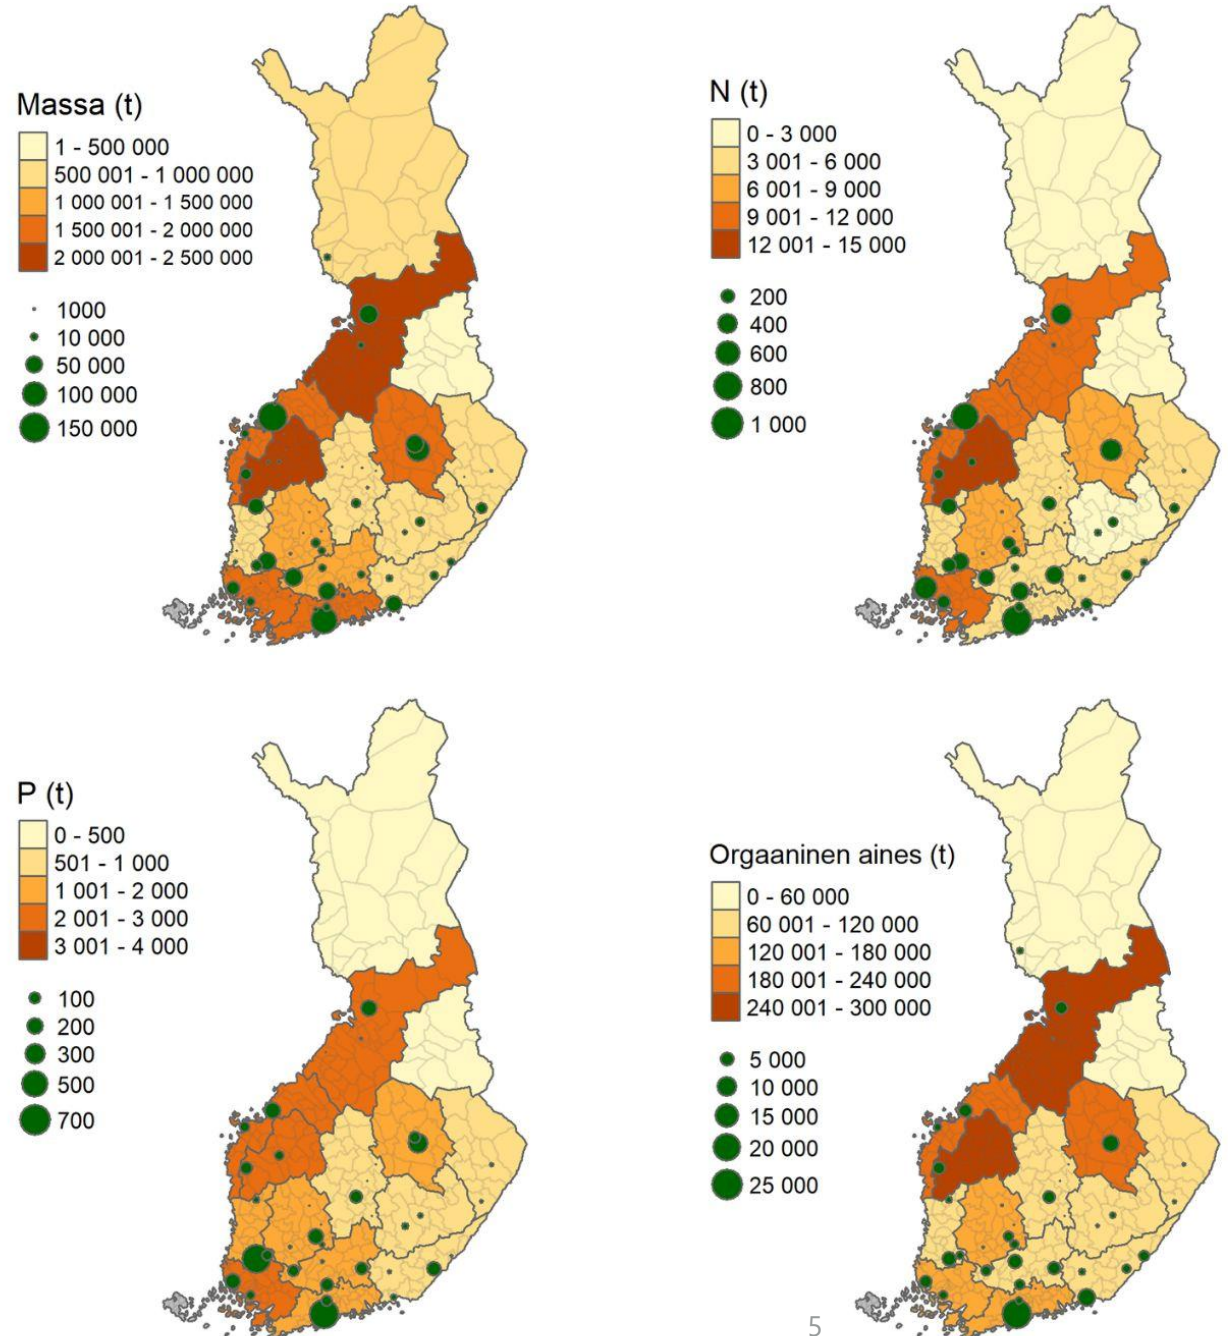 Massa (t)
1 - 500 000
500 001 - 1 000 000
1 000 001 - 1 500 000
1 500 001 - 2 000 000
2 000 001 - 2 500 000
1000
10 000
50 000
100 000
150 000
N (t)
0 - 3 000
3 001 - 6 000
6 001 - 9 000
9 001 - 12 000
12 001 - 15 000
200
400
600
800
1 000
P (t)
0 - 500
501 - 1 000
1 001 - 2 000
2 001 - 3 000
3 001 - 4 000
100
200
300
500
700
Orgaaninen aines (t)
0 - 60 000
60 001 - 120 000
120 001 - 180 000
180 001 - 240 000
240 001 - 300 000
5 000
10 000
15 000
20 000
25 000
5